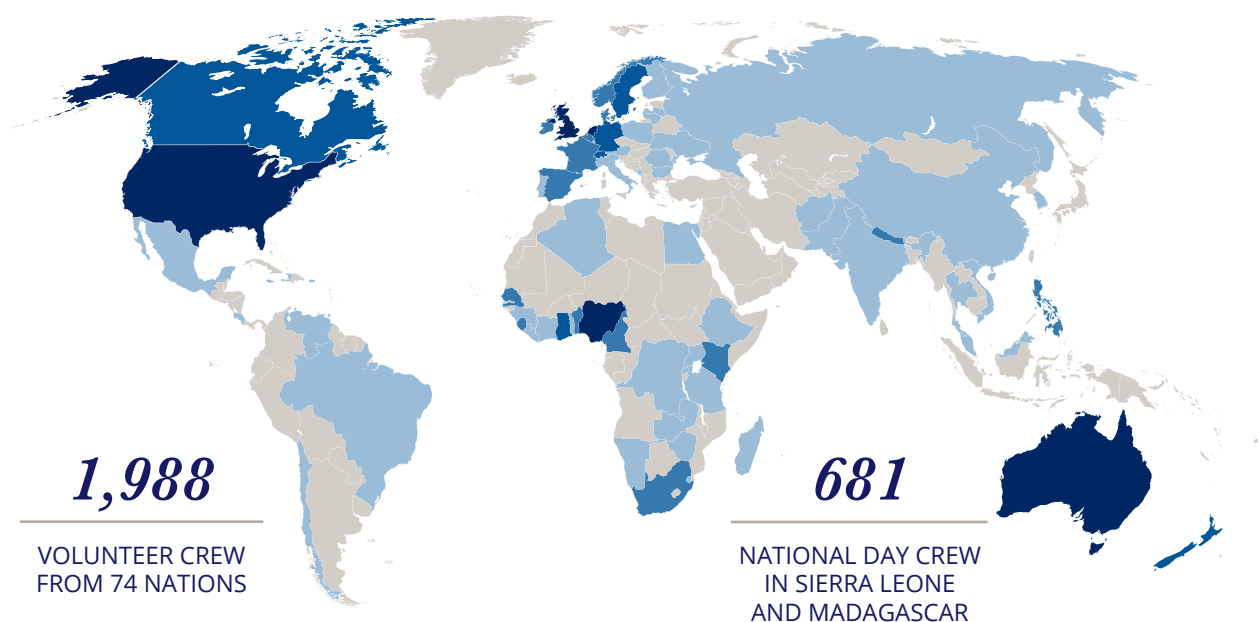 1,988
VOLUNTEER CREW
FROM 74 NATIONS
681
NATIONAL DAY CREW
IN SIERRA LEONE
AND MADAGASCAR